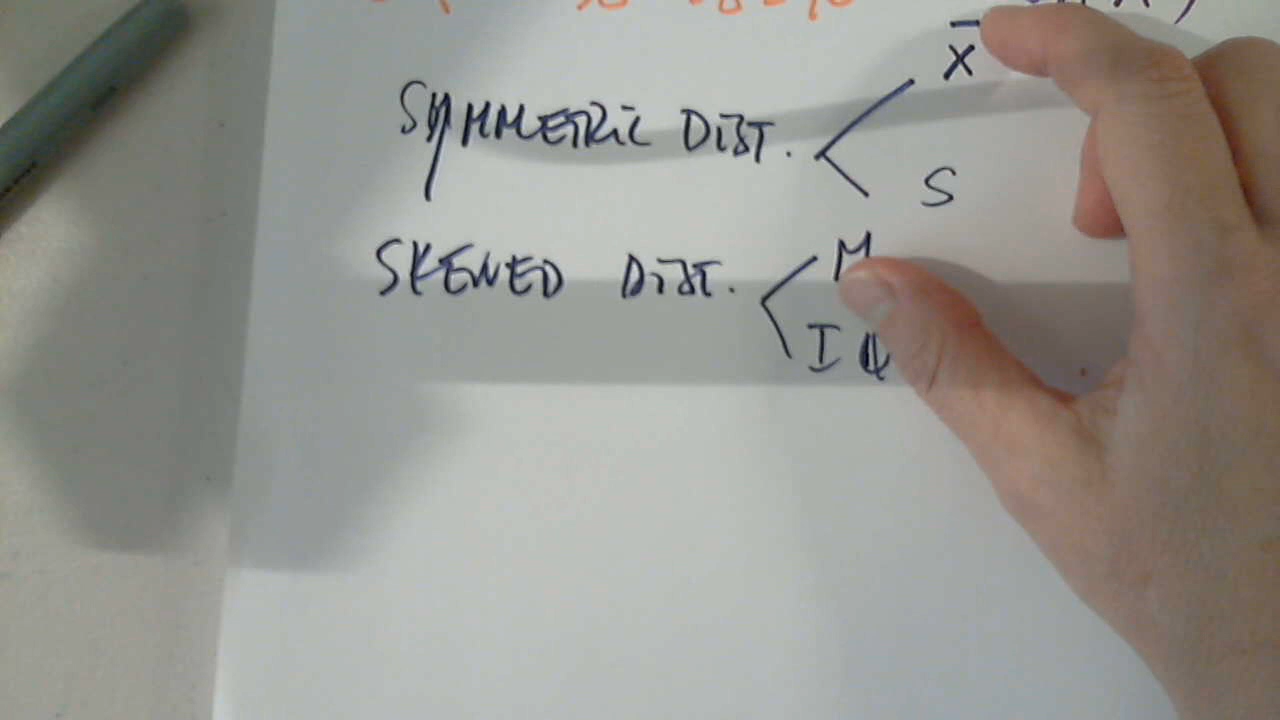 x̄
SYMMETRIC DIST. <
S
SKEWED DIST. < M
IQ